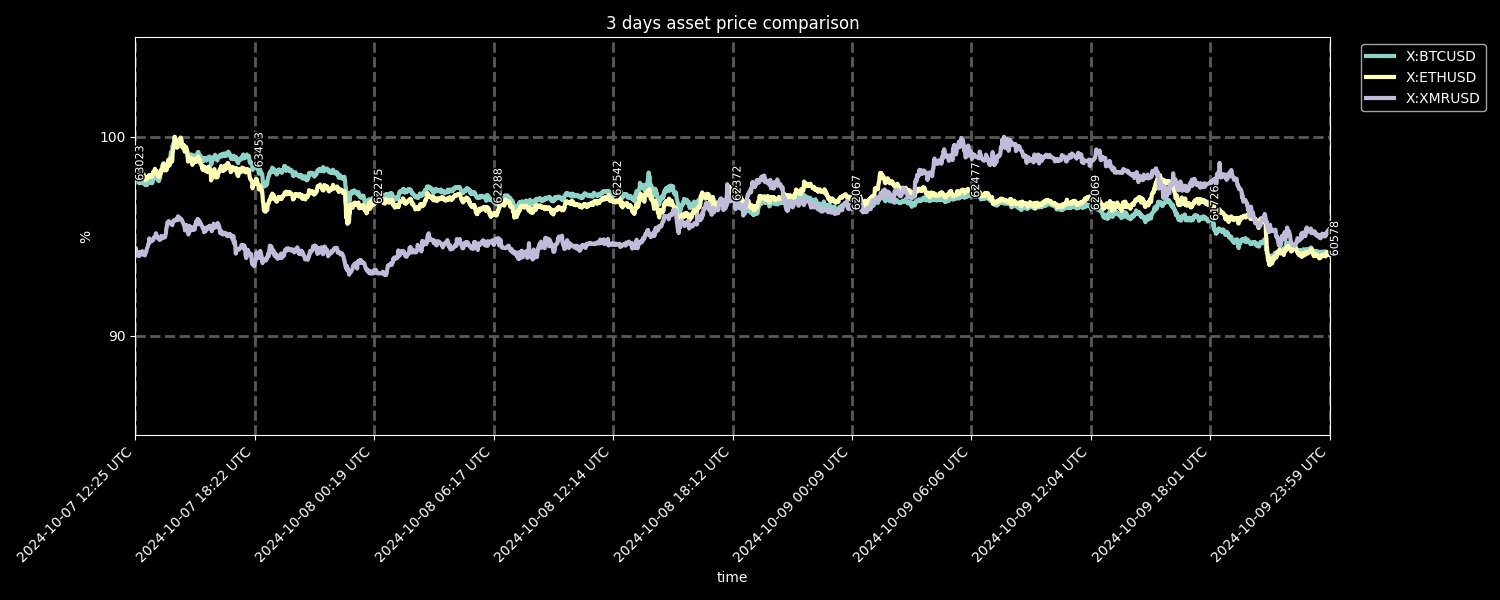 3 days asset price comparison
X:BTCUSD
X:ETHUSD
X:XMRUSD
100
90
%
63023
63453
62275
62288
62542
62372
62067
62477
62069
61726
60578
2024-10-07 12:25 UTC
2024-10-07 18:22 UTC
2024-10-08 00:19 UTC
2024-10-08 06:17 UTC
2024-10-08 12:14 UTC
2024-10-08 18:12 UTC
2024-10-09 00:09 UTC
2024-10-09 06:06 UTC
2024-10-09 12:04 UTC
2024-10-09 18:01 UTC
2024-10-09 23:59 UTC
time